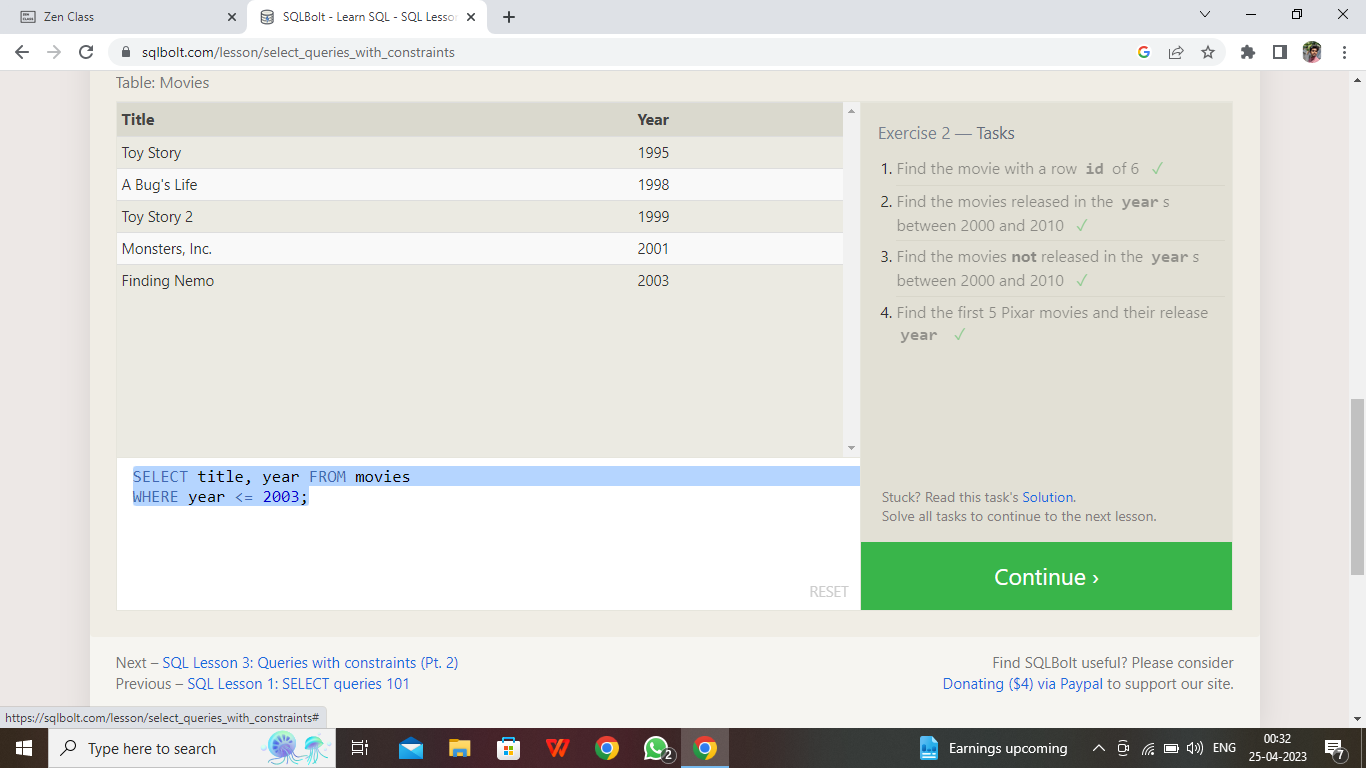 Zen Class
SQLBolt - Learn SQL - SQL Lesson
sqlbolt.com/lesson/select_queries_with_constraints
Table: Movies
Title Year
Toy Story 1995
A Bug's Life 1998
Toy Story 2 1999
Monsters, Inc. 2001
Finding Nemo 2003
SELECT title, year FROM movies
WHERE year <= 2003;
RESET
Exercise 2 — Tasks
1. Find the movie with a row id of 6 ✓
2. Find the movies released in the year s
between 2000 and 2010 ✓
3. Find the movies not released in the year s
between 2000 and 2010 ✓
4. Find the first 5 Pixar movies and their release
year ✓
Stuck? Read this task's Solution.
Solve all tasks to continue to the next lesson.
Continue ›
Next – SQL Lesson 3: Queries with constraints (Pt. 2)
Previous – SQL Lesson 1: SELECT queries 101
Find SQLBolt useful? Please consider
Donating ($4) via Paypal to support our site.
https://sqlbolt.com/lesson/select_queries_with_constraints#
Type here to search
2
Earnings upcoming
ENG
00:32
25-04-2023
7